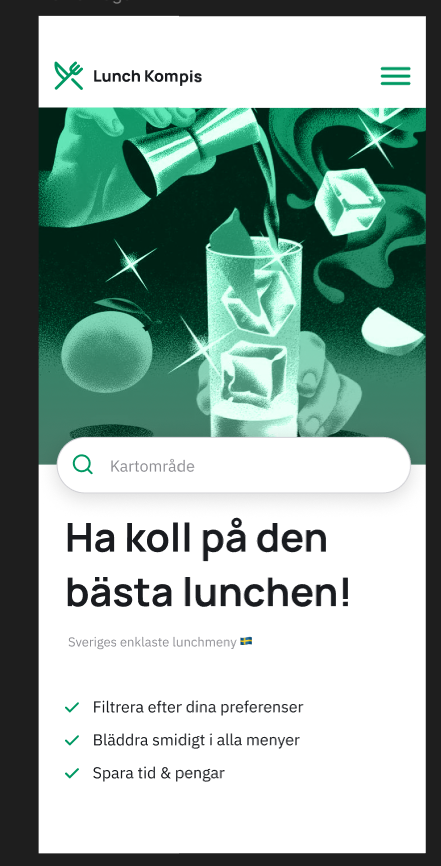 Lunch Kompis
Kartområde
Ha koll på den
bästa lunchen!
Sveriges enklaste lunchmeny 🇸🇪
Filtrera efter dina preferenser
Bläddra smidigt i alla menyer
Spara tid & pengar